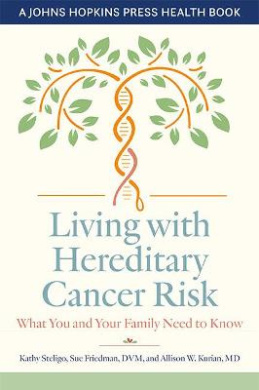 A JOHNS HOPKINS PRESS HEALTH BOOK
Living with
Hereditary
Cancer Risk
What You and Your Family Need to Know
Kathy Steligo, Sue Friedman, DVM, and Allison W. Kurian, MD